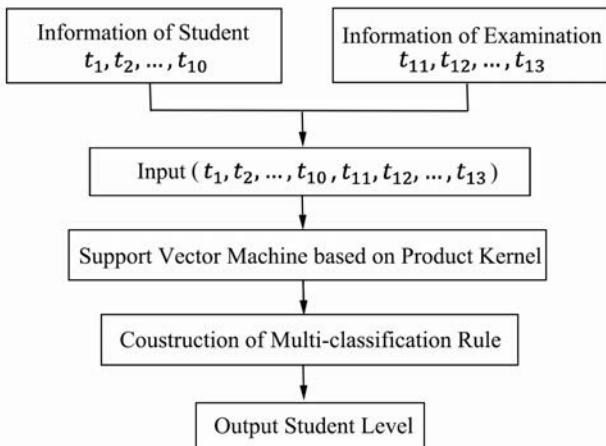 Information of Student
t₁, t₂, ..., t₁₀
Information of Examination
t₁₁, t₁₂, ..., t₁₃
Input ( t₁, t₂, ..., t₁₀ , t₁₁, t₁₂, ..., t₁₃ )
Support Vector Machine based on Product Kernel
Coustruction of Multi-classification Rule
Output Student Level